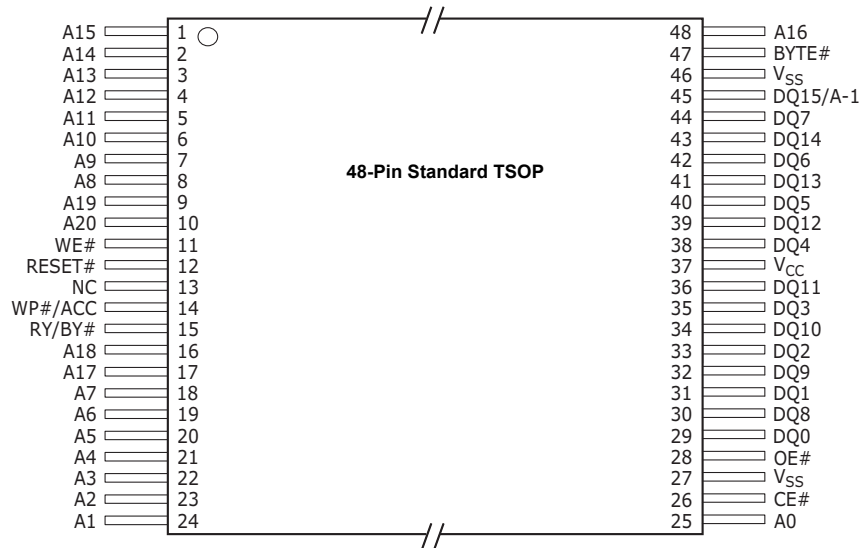 A15 1 48 A16
A14 2 47 BYTE#
A13 3 46 VSS
A12 4 45 DQ15/A-1
A11 5 44 DQ7
A10 6 43 DQ14
A9 7 42 DQ6
A8 8 48-Pin Standard TSOP 41 DQ13
A19 9 40 DQ5
A20 10 39 DQ12
WE# 11 38 DQ4
RESET# 12 37 VCC
NC 13 36 DQ11
WP#/ACC 14 35 DQ3
RY/BY# 15 34 DQ10
A18 16 33 DQ2
A17 17 32 DQ9
A7 18 31 DQ1
A6 19 30 DQ8
A5 20 29 DQ0
A4 21 28 OE#
A3 22 27 VSS
A2 23 26 CE#
A1 24 25 A0